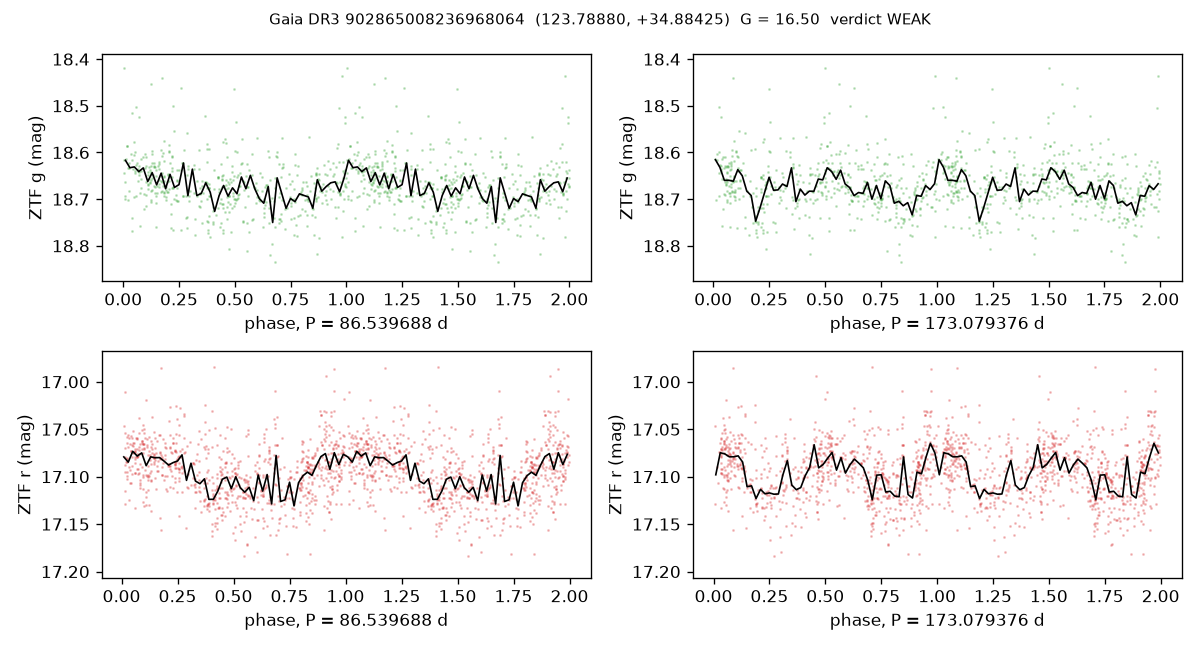 Gaia DR3 902865008236968064  (123.78880, +34.88425)  G = 16.50  verdict WEAK
ZTF g (mag)
18.4
18.5
18.6
18.7
18.8
0.00 0.25 0.50 0.75 1.00 1.25 1.50 1.75 2.00
phase, P = 86.539688 d
ZTF g (mag)
18.4
18.5
18.6
18.7
18.8
0.00 0.25 0.50 0.75 1.00 1.25 1.50 1.75 2.00
phase, P = 173.079376 d
ZTF r (mag)
17.00
17.05
17.10
17.15
17.20
0.00 0.25 0.50 0.75 1.00 1.25 1.50 1.75 2.00
phase, P = 86.539688 d
ZTF r (mag)
17.00
17.05
17.10
17.15
17.20
0.00 0.25 0.50 0.75 1.00 1.25 1.50 1.75 2.00
phase, P = 173.079376 d